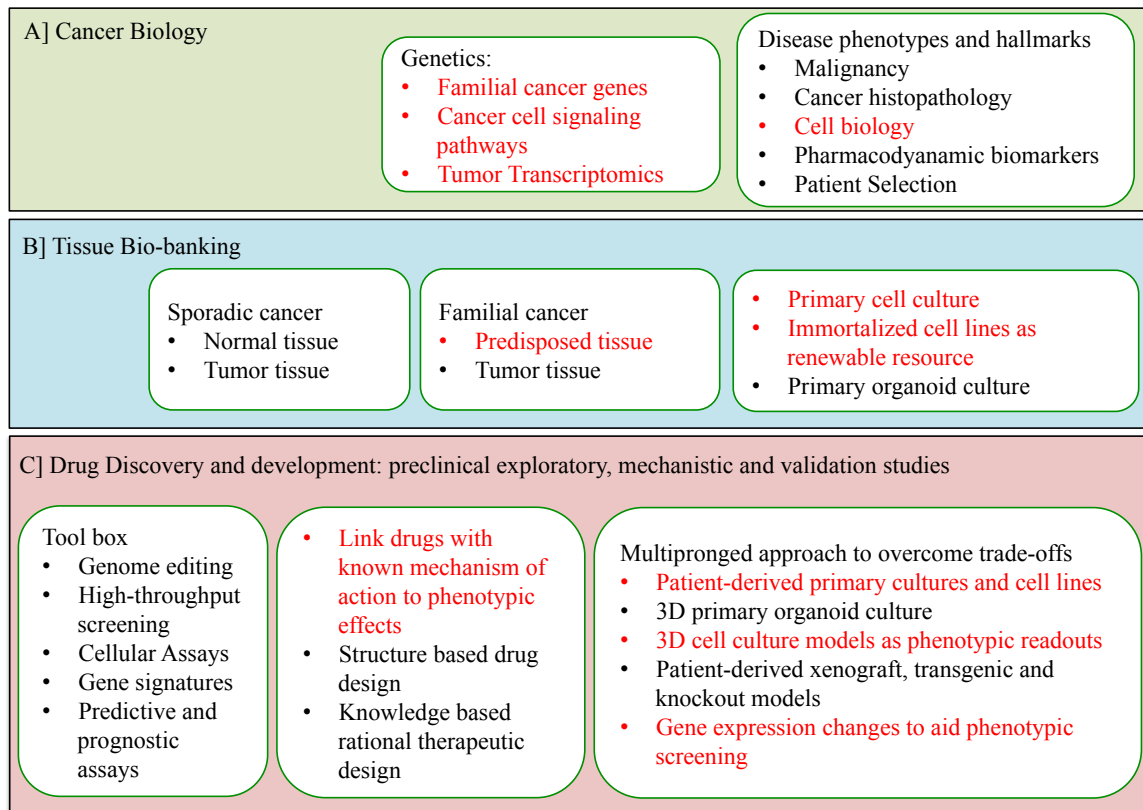 A] Cancer Biology
Genetics:
• Familial cancer genes
• Cancer cell signaling
pathways
• Tumor Transcriptomics
Disease phenotypes and hallmarks
• Malignancy
• Cancer histopathology
• Cell biology
• Pharmacodyanamic biomarkers
• Patient Selection
B] Tissue Bio-banking
Sporadic cancer
• Normal tissue
• Tumor tissue
Familial cancer
• Predisposed tissue
• Tumor tissue
• Primary cell culture
• Immortalized cell lines as
renewable resource
• Primary organoid culture
C] Drug Discovery and development: preclinical exploratory, mechanistic and validation studies
Tool box
• Genome editing
• High-throughput
screening
• Cellular Assays
• Gene signatures
• Predictive and
prognostic
assays
• Link drugs with
known mechanism of
action to phenotypic
effects
• Structure based drug
design
• Knowledge based
rational therapeutic
design
Multipronged approach to overcome trade-offs
• Patient-derived primary cultures and cell lines
• 3D primary organoid culture
• 3D cell culture models as phenotypic readouts
• Patient-derived xenograft, transgenic and
knockout models
• Gene expression changes to aid phenotypic
screening